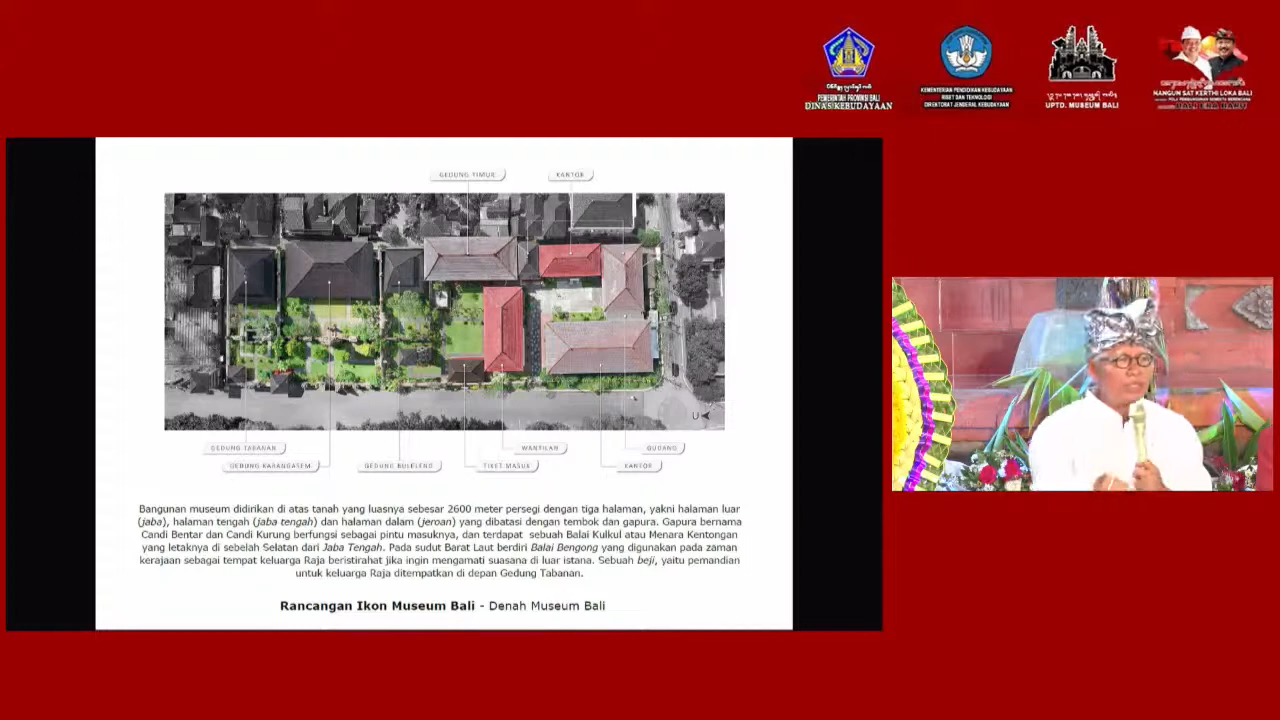 PEMERINTAH PROVINSI BALI
DINAS KEBUDAYAAN
KEMENTERIAN PENDIDIKAN KEBUDAYAAN
RISET DAN TEKNOLOGI
DIREKTORAT JENDERAL KEBUDAYAAN
UPTD. MUSEUM BALI
NANGUN SAT KERTHI LOKA BALI
POLA PEMBANGUNAN SEMESTA BERENCANA
BALI ERA BARU
GEDUNG TIMUR
KANTOR
U
GEDUNG TABANAN
WANTILAN
GUDANG
GEDUNG KARANGASEM
GEDUNG BULELENG
TIKET MASUK
KANTOR
Bangunan museum didirikan di atas tanah yang luasnya sebesar 2600 meter persegi dengan tiga halaman, yakni halaman luar
(jaba), halaman tengah (jaba tengah) dan halaman dalam (jeroan) yang dibatasi dengan tembok dan gapura. Gapura bernama
Candi Bentar dan Candi Kurung berfungsi sebagai pintu masuknya, dan terdapat sebuah Balai Kulkul atau Menara Kentongan
yang letaknya di sebelah Selatan dari Jaba Tengah. Pada sudut Barat Laut berdiri Balai Bengong yang digunakan pada zaman
kerajaan sebagai tempat keluarga Raja beristirahat jika ingin mengamati suasana di luar istana. Sebuah beji, yaitu pemandian
untuk keluarga Raja ditempatkan di depan Gedung Tabanan.
Rancangan Ikon Museum Bali - Denah Museum Bali